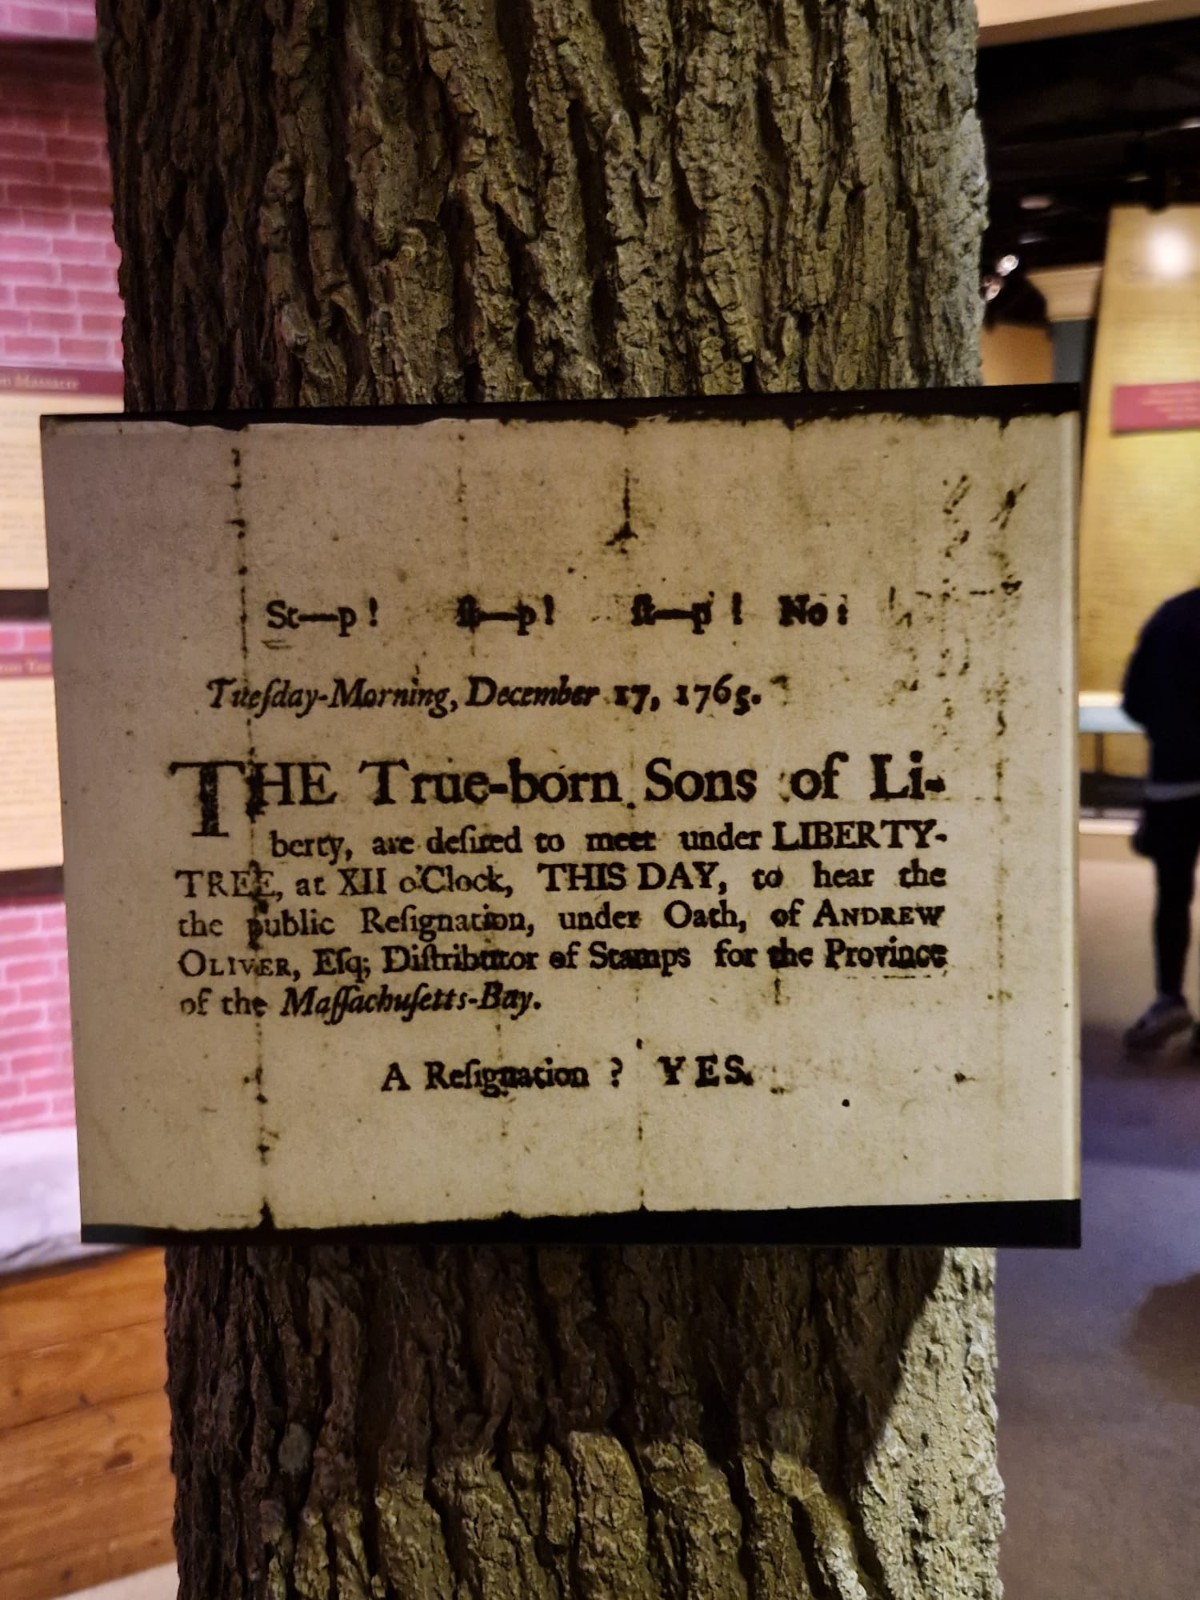 St—p! ſt—p! ſt—p! No:
Tueſday-Morning, December 17, 1765.
THE True-born Sons of Li-
berty, are deſired to meet under LIBERTY-
TREE, at XII o'Clock, THIS DAY, to hear the
the public Reſignation, under Oath, of ANDREW
OLIVER, Eſq; Diſtributor of Stamps for the Province
of the Maſſachuſetts-Bay.
A Reſignation ? YES.